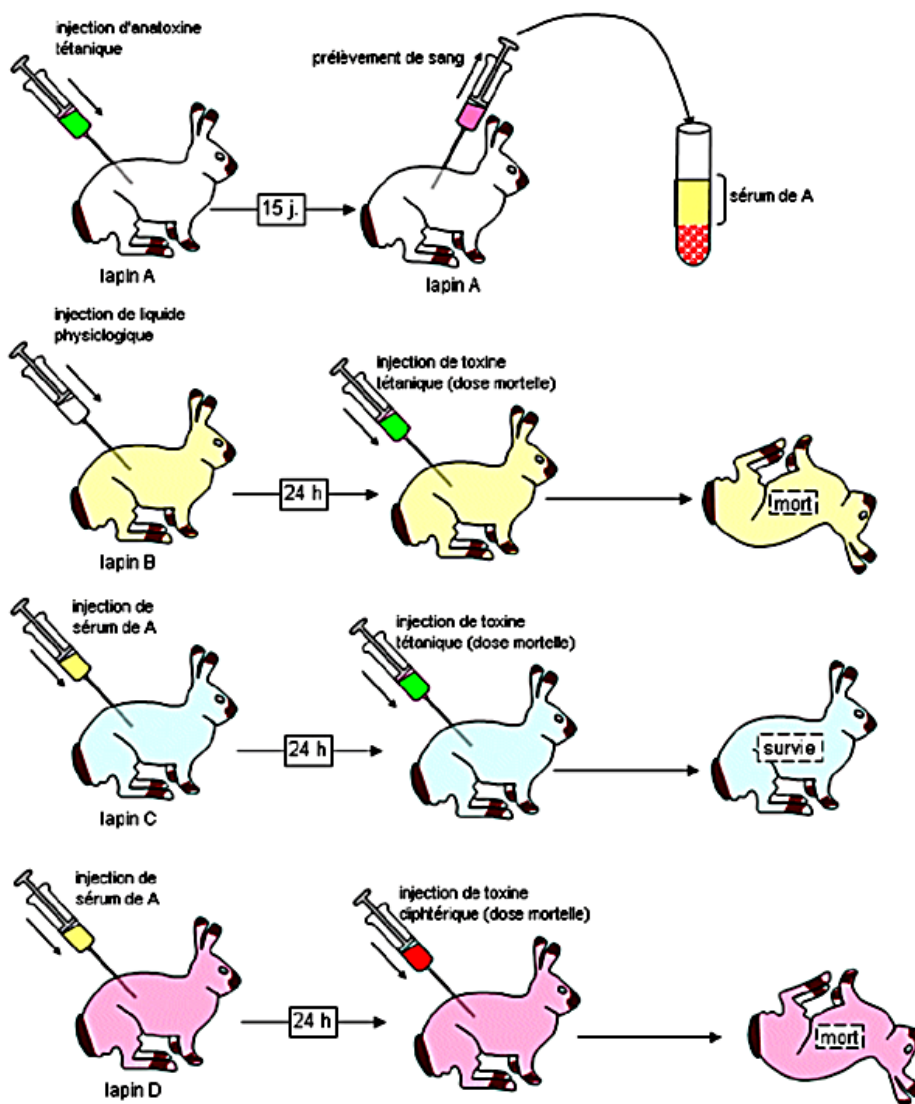 injection d'anatoxine
tétanique
prélèvement de sang
sérum de A
15 j.
lapin A
lapin A
injection de liquide
physiologique
injection de toxine
tétanique (dose mortelle)
24 h
mort
lapin B
injection de
sérum de A
injection de toxine
tétanique (dose mortelle)
24 h
survie
lapin C
injection de
sérum de A
injection de toxine
diphtérique (dose mortelle)
24 h
mort
lapin D